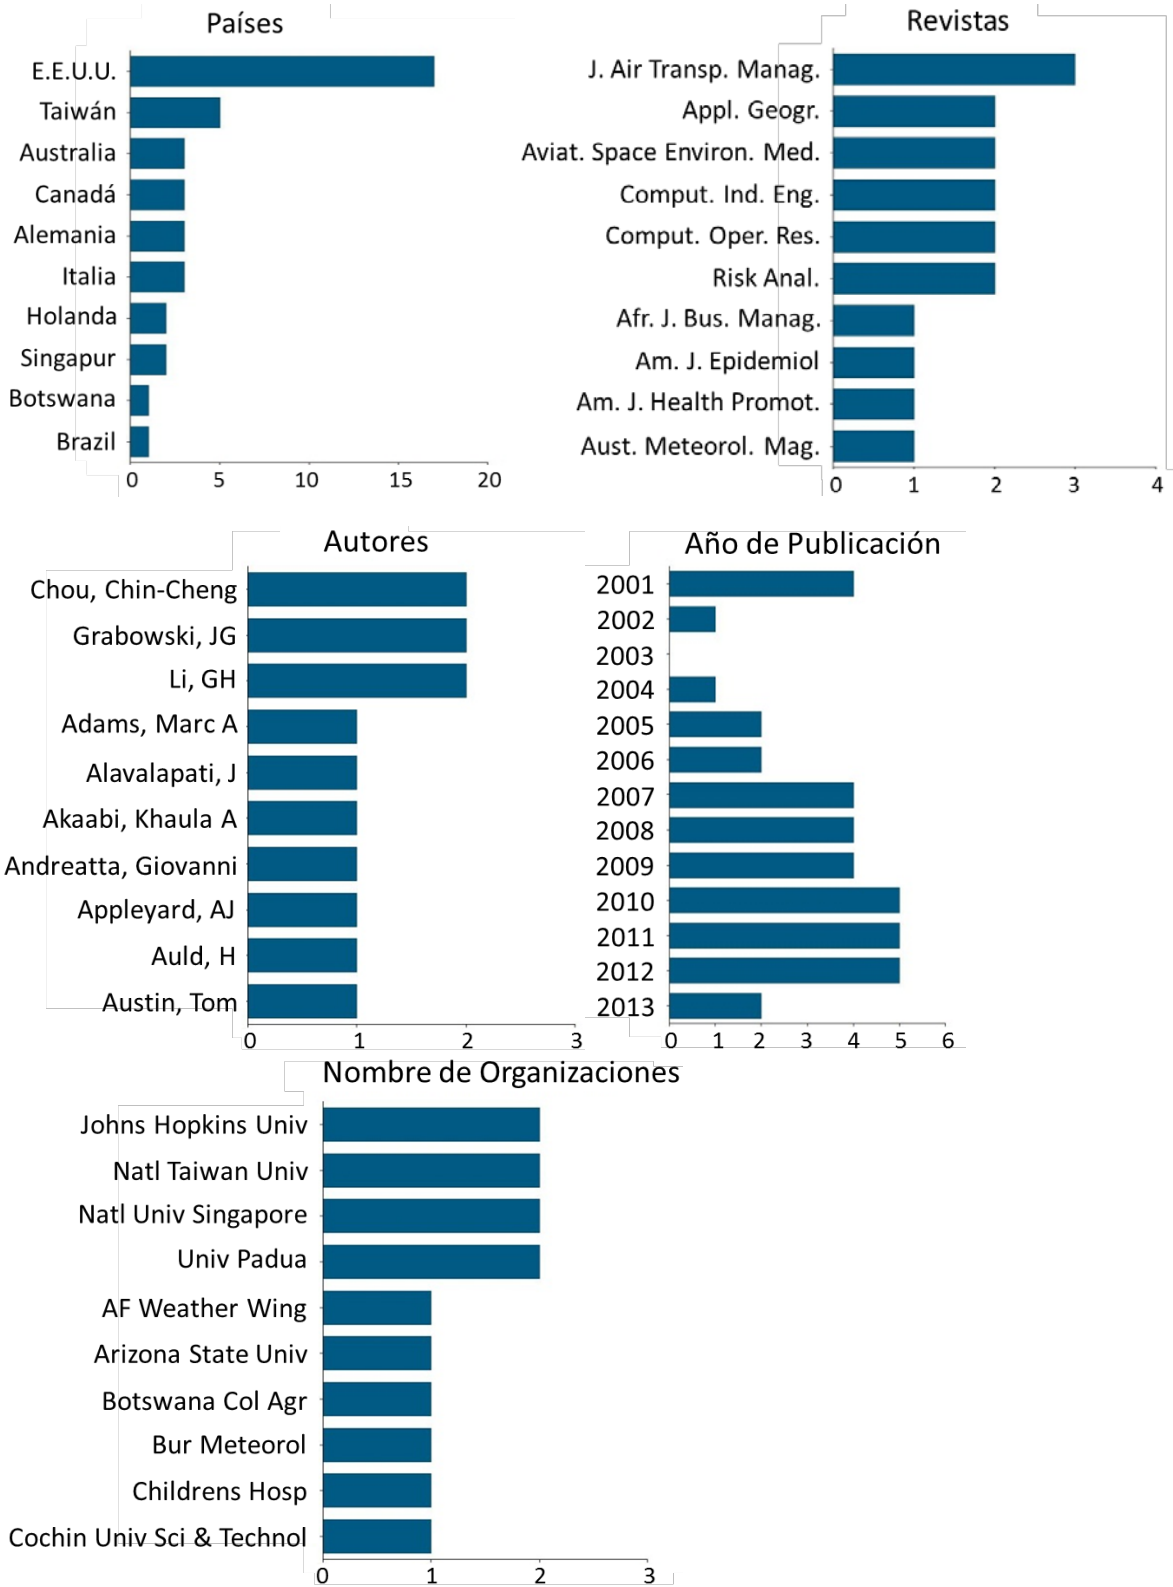 Países
E.E.U.U.
Taiwán
Australia
Canadá
Alemania
Italia
Holanda
Singapur
Botswana
Brazil
0 5 10 15 20
Revistas
J. Air Transp. Manag.
Appl. Geogr.
Aviat. Space Environ. Med.
Comput. Ind. Eng.
Comput. Oper. Res.
Risk Anal.
Afr. J. Bus. Manag.
Am. J. Epidemiol
Am. J. Health Promot.
Aust. Meteorol. Mag.
0 1 2 3 4
Autores
Chou, Chin-Cheng
Grabowski, JG
Li, GH
Adams, Marc A
Alavalapati, J
Akaabi, Khaula A
Andreatta, Giovanni
Appleyard, AJ
Auld, H
Austin, Tom
0 1 2 3
Año de Publicación
2001
2002
2003
2004
2005
2006
2007
2008
2009
2010
2011
2012
2013
0 1 2 3 4 5 6
Nombre de Organizaciones
Johns Hopkins Univ
Natl Taiwan Univ
Natl Univ Singapore
Univ Padua
AF Weather Wing
Arizona State Univ
Botswana Col Agr
Bur Meteorol
Childrens Hosp
Cochin Univ Sci & Technol
0 1 2 3